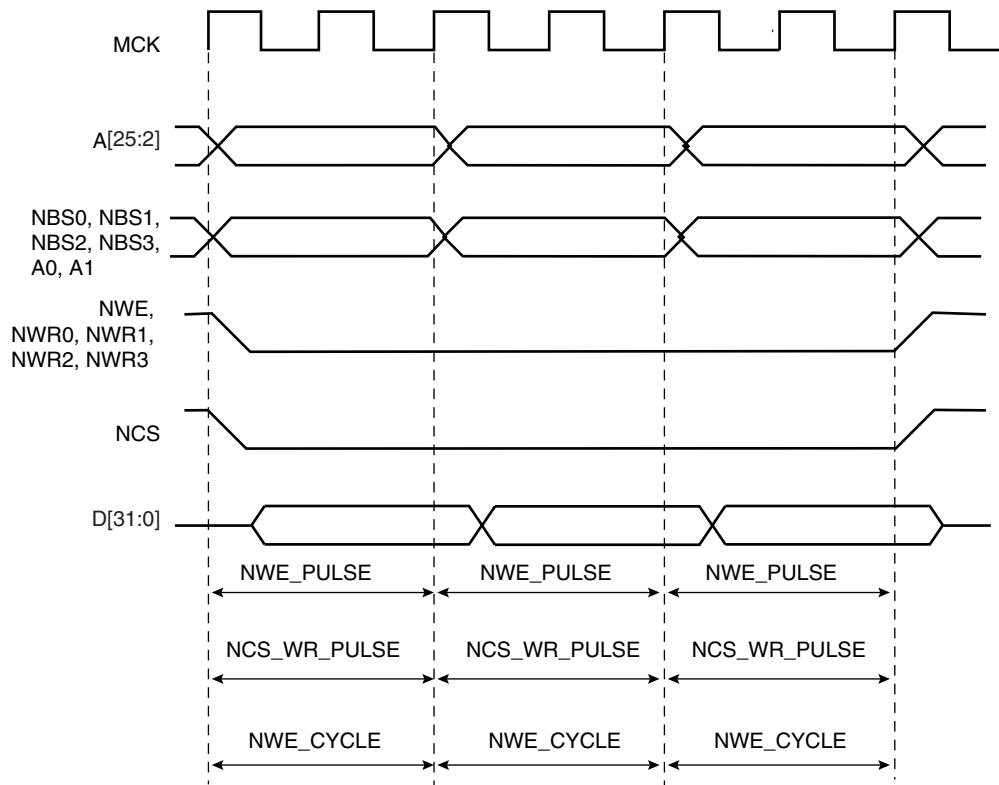 MCK
A[25:2]
NBS0, NBS1,
NBS2, NBS3,
A0, A1
NWE,
NWR0, NWR1,
NWR2, NWR3
NCS
D[31:0]
NWE_PULSE NWE_PULSE NWE_PULSE
NCS_WR_PULSE NCS_WR_PULSE NCS_WR_PULSE
NWE_CYCLE NWE_CYCLE NWE_CYCLE